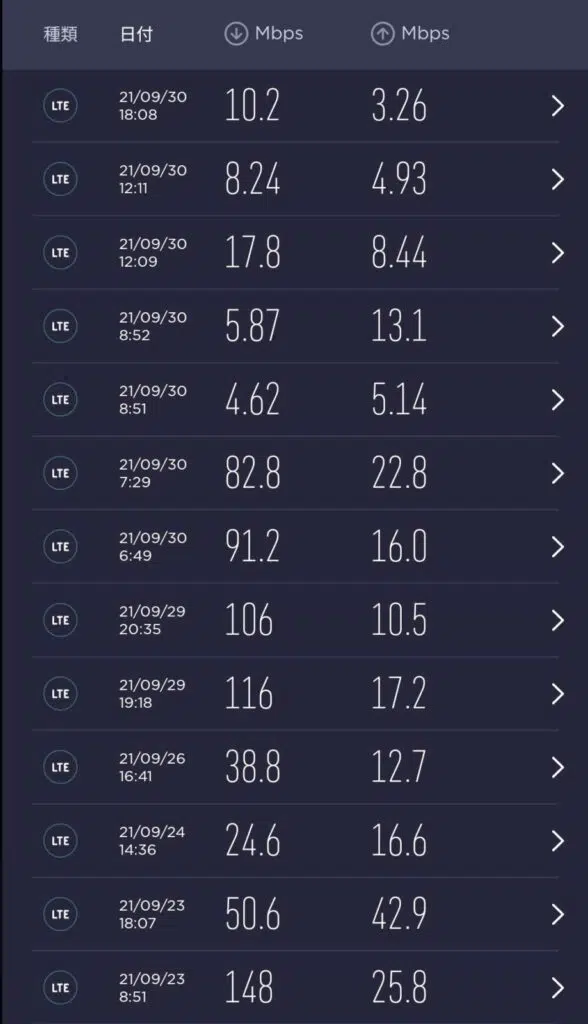 種類 日付 Mbps Mbps
LTE 21/09/30 18:08 10.2 3.26
LTE 21/09/30 12:11 8.24 4.93
LTE 21/09/30 12:09 17.8 8.44
LTE 21/09/30 8:52 5.87 13.1
LTE 21/09/30 8:51 4.62 5.14
LTE 21/09/30 7:29 82.8 22.8
LTE 21/09/30 6:49 91.2 16.0
LTE 21/09/29 20:35 106 10.5
LTE 21/09/29 19:18 116 17.2
LTE 21/09/26 16:41 38.8 12.7
LTE 21/09/24 14:36 24.6 16.6
LTE 21/09/23 18:07 50.6 42.9
LTE 21/09/23 8:51 148 25.8